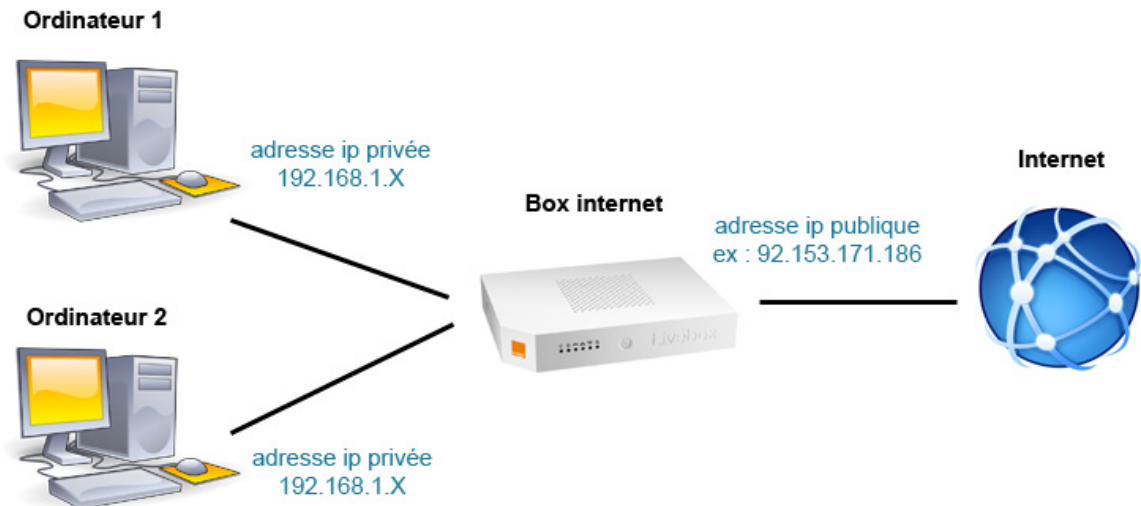 Ordinateur 1
adresse ip privée
192.168.1.X
Box internet
adresse ip publique
ex : 92.153.171.186
Internet
Livebox
Ordinateur 2
adresse ip privée
192.168.1.X